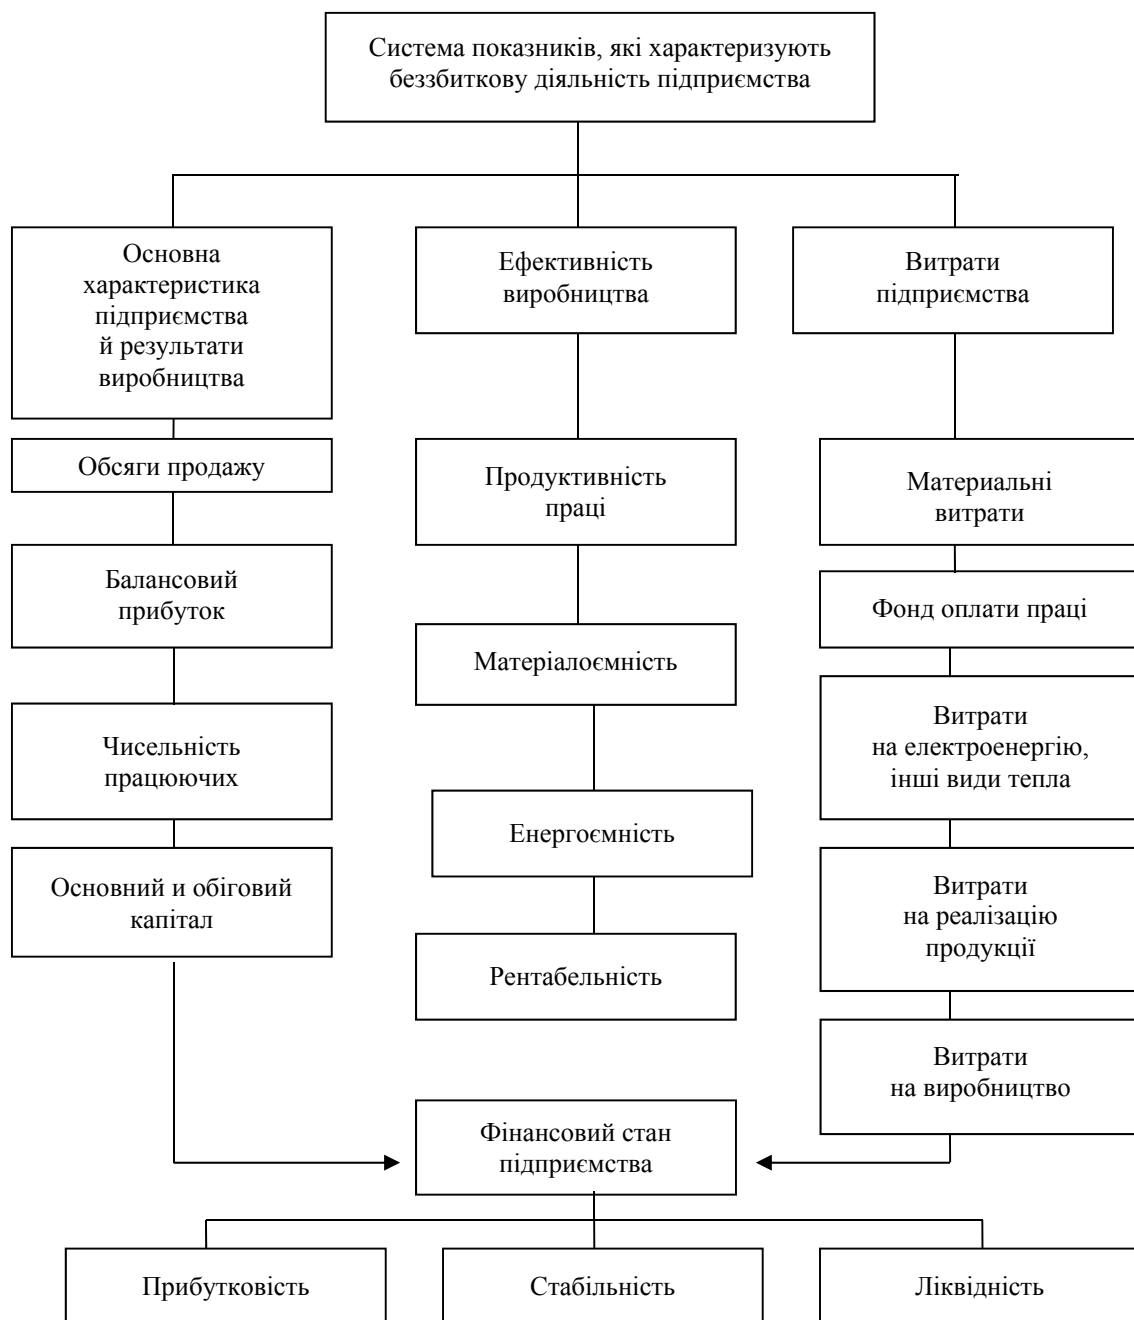 Система показників, які характеризують
беззбиткову діяльність підприємства
Основна
характеристика
підприємства
й результати
виробництва
Ефективність
виробництва
Витрати
підприємства
Обсяги продажу
Продуктивність
праці
Материальні
витрати
Балансовий
прибуток
Фонд оплати праці
Матеріалоємність
Чисельність
працюючих
Витрати
на електроенергію,
інші види тепла
Енергоємність
Основний и обіговий
капітал
Витрати
на реалізацію
продукції
Рентабельність
Витрати
на виробництво
Фінансовий стан
підприємства
Прибутковість
Стабільність
Ліквідність